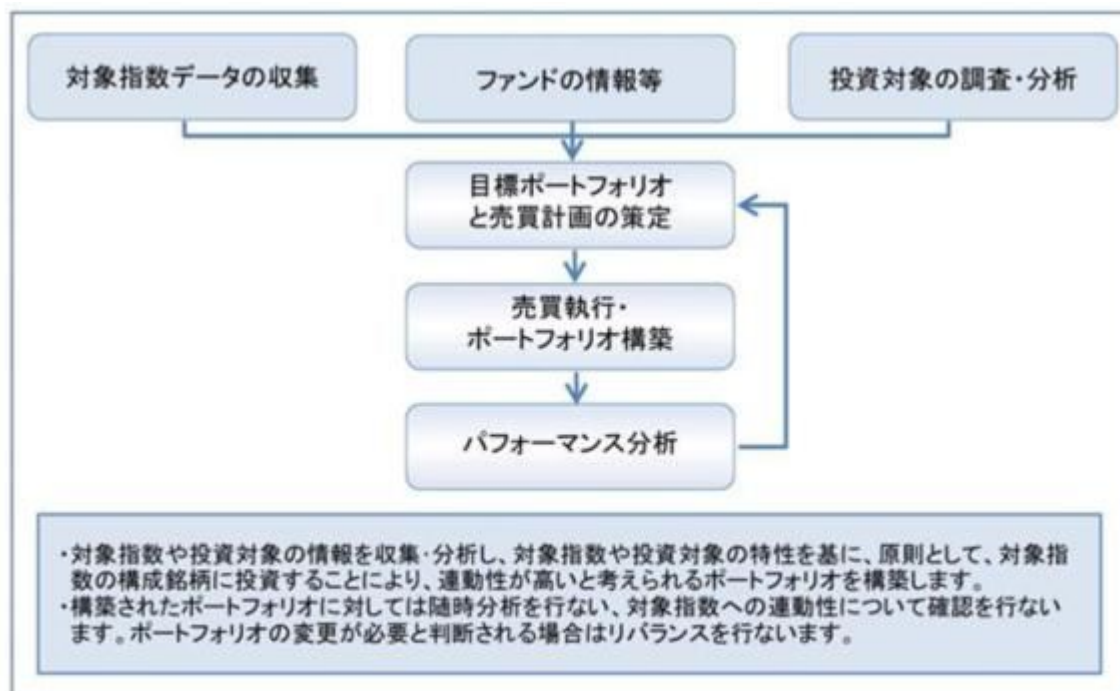 対象指数データの収集
ファンドの情報等
投資対象の調査・分析
目標ポートフォリオ
と売買計画の策定
売買執行・
ポートフォリオ構築
パフォーマンス分析
・対象指数や投資対象の情報を収集・分析し、対象指数や投資対象の特性を基に、原則として、対象指
数の構成銘柄に投資することにより、連動性が高いと考えられるポートフォリオを構築します。
・構築されたポートフォリオに対しては随時分析を行ない、対象指数への連動性について確認を行ない
ます。ポートフォリオの変更が必要と判断される場合はリバランスを行ないます。